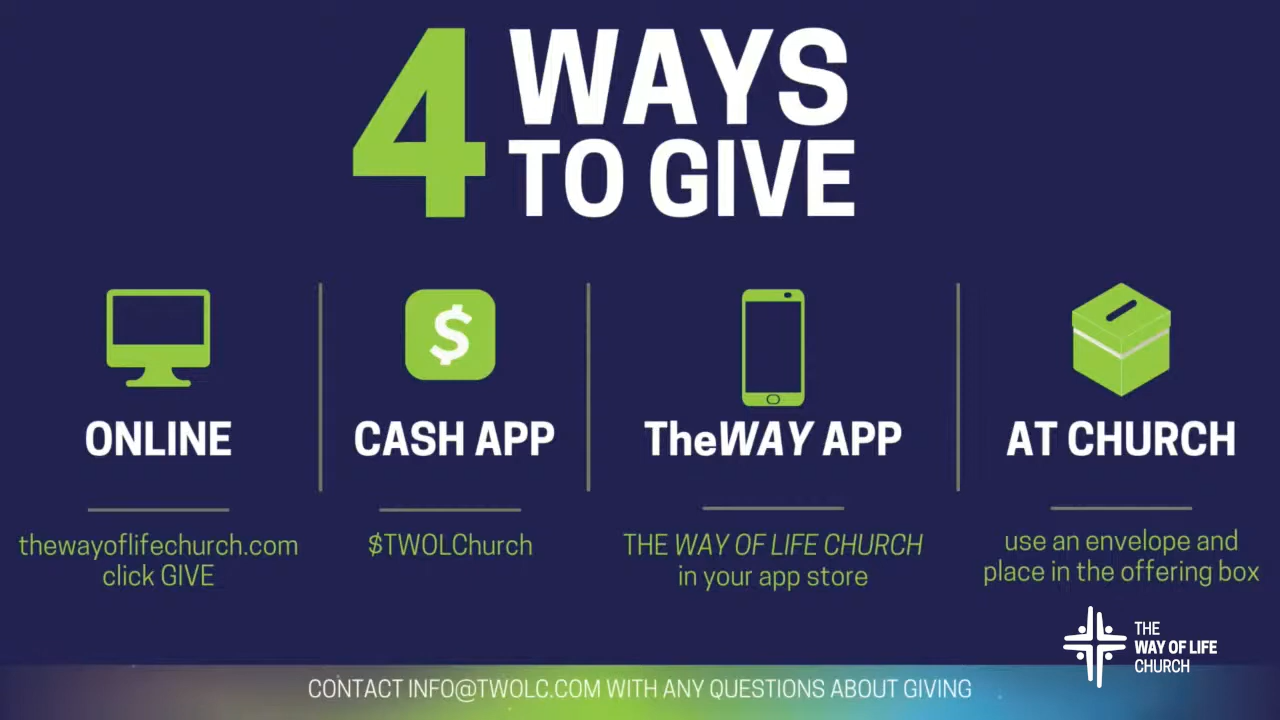 4 WAYS
TO GIVE
$
ONLINE
CASH APP
TheWAY APP
AT CHURCH
thewayoflifechurch.com
click GIVE
$TWOLChurch
THE WAY OF LIFE CHURCH
in your app store
use an envelope and
place in the offering box
THE
WAY OF LIFE
CHURCH
CONTACT INFO@TWOLC.COM WITH ANY QUESTIONS ABOUT GIVING